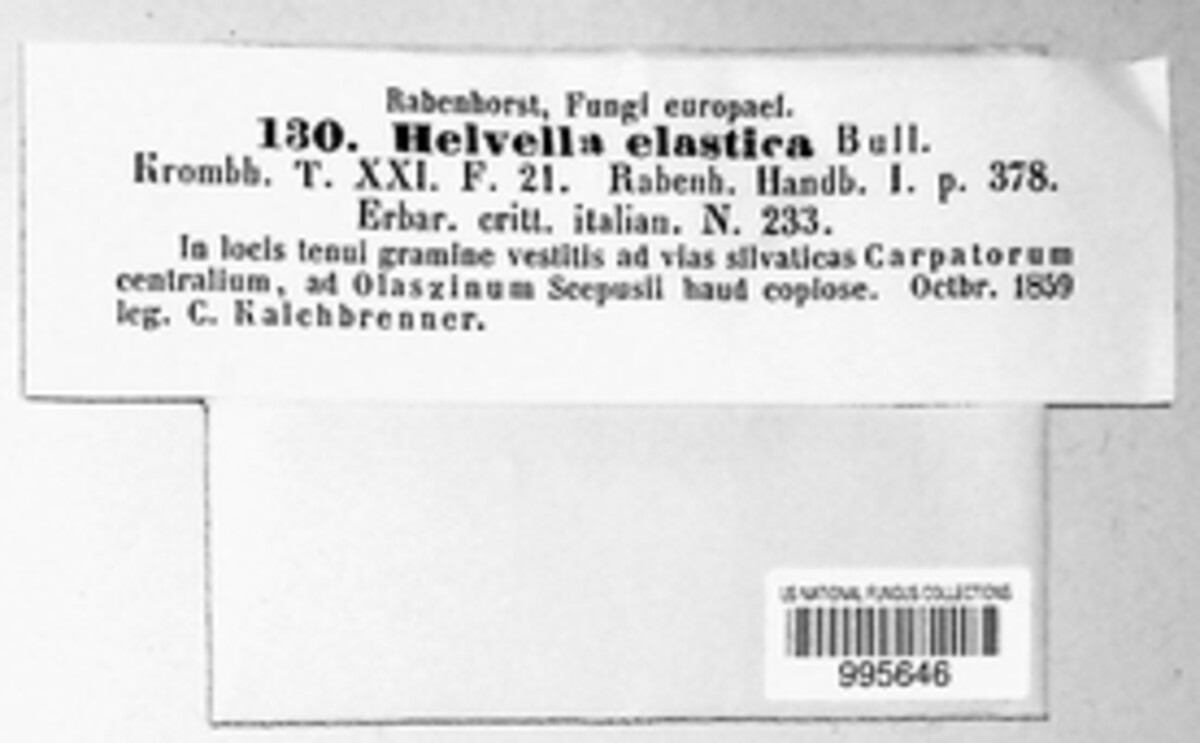 Rabenhorst, Fungi europaei.
130. Helvella elastica Bull.
Krombh. T. XXI. F. 21. Rabenh. Handb. I. p. 378.
Erbar. critt. italian. N. 233.
In locis tenui gramine vestitis ad vias silvaticas Carpatorum
centralium, ad Olaszinum Scepusii haud copiose. Octbr. 1859
leg. C. Kalchbrenner.
US NATIONAL FUNGUS COLLECTIONS
995646